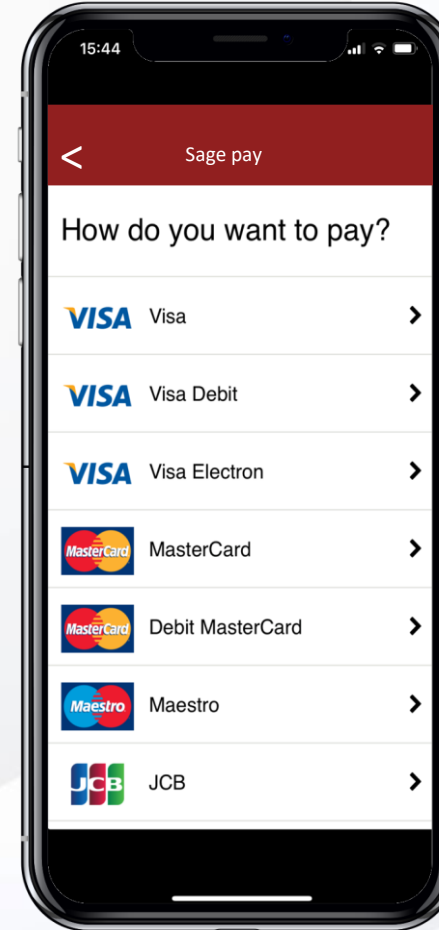 15:44
< Sage pay
How do you want to pay?
VISA Visa
VISA Visa Debit
VISA Visa Electron
MasterCard MasterCard
MasterCard Debit MasterCard
Maestro Maestro
JCB JCB